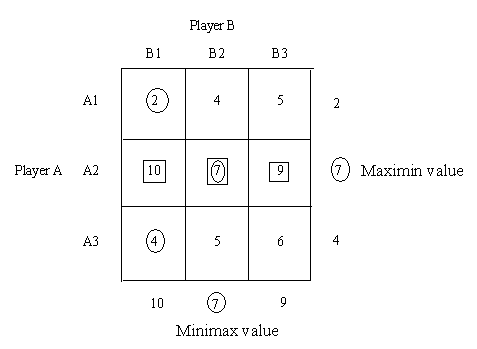 Player B
B1 B2 B3
A1 2 4 5 2
Player A A2 10 7 9 7 Maximin value
A3 4 5 6 4
10 7 9
Minimax value